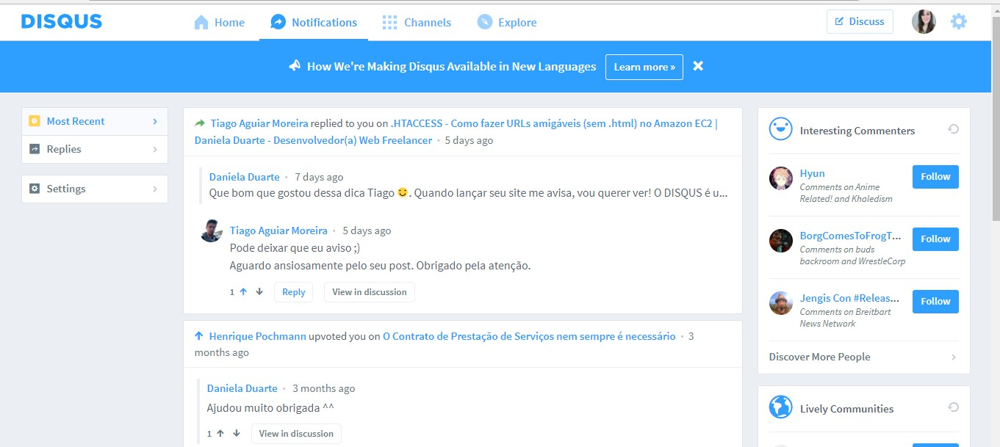 DISQUS
Home
Notifications
Channels
Explore
Discuss
How We're Making Disqus Available in New Languages
Learn more »
Most Recent
Replies
Settings
Tiago Aguiar Moreira replied to you on .HTACCESS - Como fazer URLs amigáveis (sem .html) no Amazon EC2 |
Daniela Duarte - Desenvolvedor(a) Web Freelancer • 5 days ago
Daniela Duarte • 7 days ago
Que bom que gostou dessa dica Tiago 🙂. Quando lançar seu site me avisa, vou querer ver! O DISQUS é u...
Tiago Aguiar Moreira • 5 days ago
Pode deixar que eu aviso ;)
Aguardo ansiosamente pelo seu post. Obrigado pela atenção.
1
Reply
View in discussion
Henrique Pochmann upvoted you on O Contrato de Prestação de Serviços nem sempre é necessário • 3
months ago
Daniela Duarte • 3 months ago
Ajudou muito obrigada ^^
1
View in discussion
Interesting Commenters
Hyun
Comments on Anime
Related! and Khaledism
Follow
BorgComesToFrogT...
Comments on buds
backroom and WrestleCorp
Follow
Jengis Con #Releas...
Comments on Breitbart
News Network
Follow
Discover More People
Lively Communities